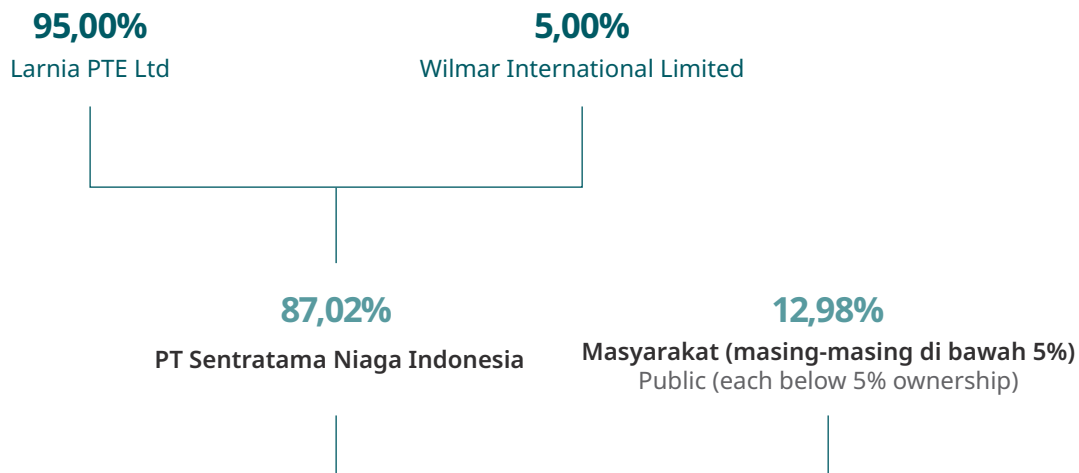 95,00%
Larnia PTE Ltd
5,00%
Wilmar International Limited
87,02%
PT Sentratama Niaga Indonesia
12,98%
Masyarakat (masing-masing di bawah 5%)
Public (each below 5% ownership)